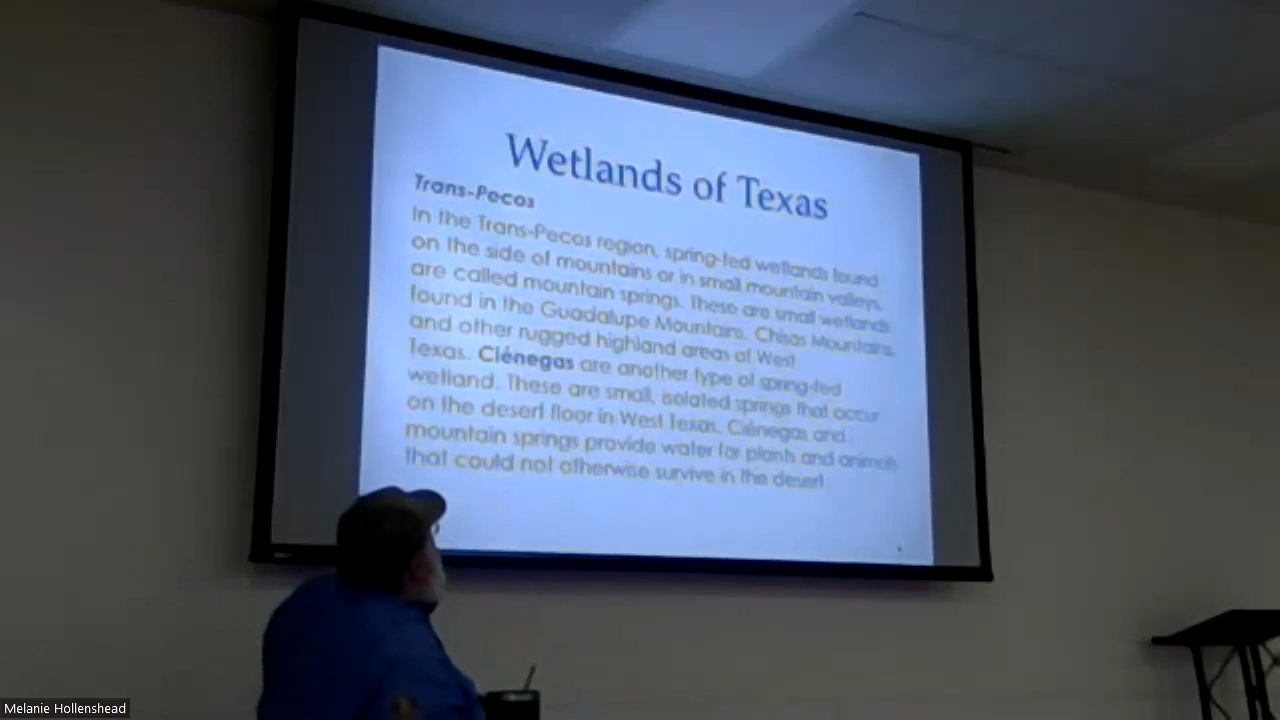 Wetlands of Texas
Trans-Pecos
In the Trans-Pecos region, spring-fed wetlands found
on the side of mountains or in small mountain valleys,
are called mountain springs. These are small wetlands
found in the Guadalupe Mountains, Chisos Mountains,
and other rugged highland areas of West
Texas. Ciénegas are another type of spring-fed
wetland. These are small, isolated springs that occur
on the desert floor in West Texas. Ciénegas and
mountain springs provide water for plants and animals
that could not otherwise survive in the desert
Melanie Hollenshead